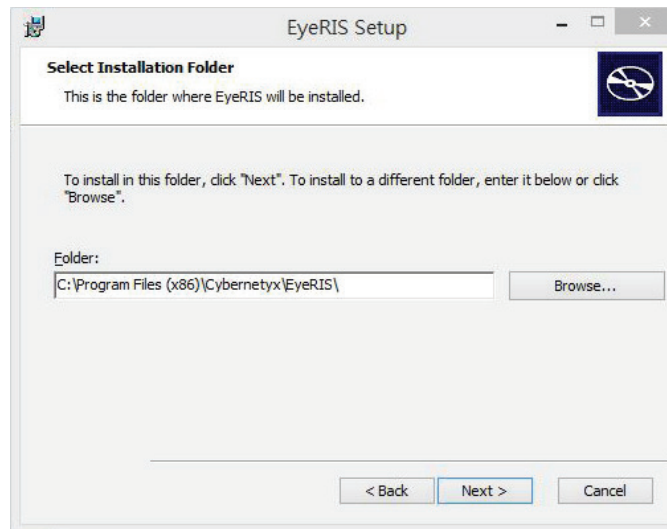 EyeRIS Setup
Select Installation Folder
This is the folder where EyeRIS will be installed.
To install in this folder, click "Next". To install to a different folder, enter it below or click
"Browse".
Folder:
C:\Program Files (x86)\Cybernetyx\EyeRIS\
Browse...
< Back
Next >
Cancel